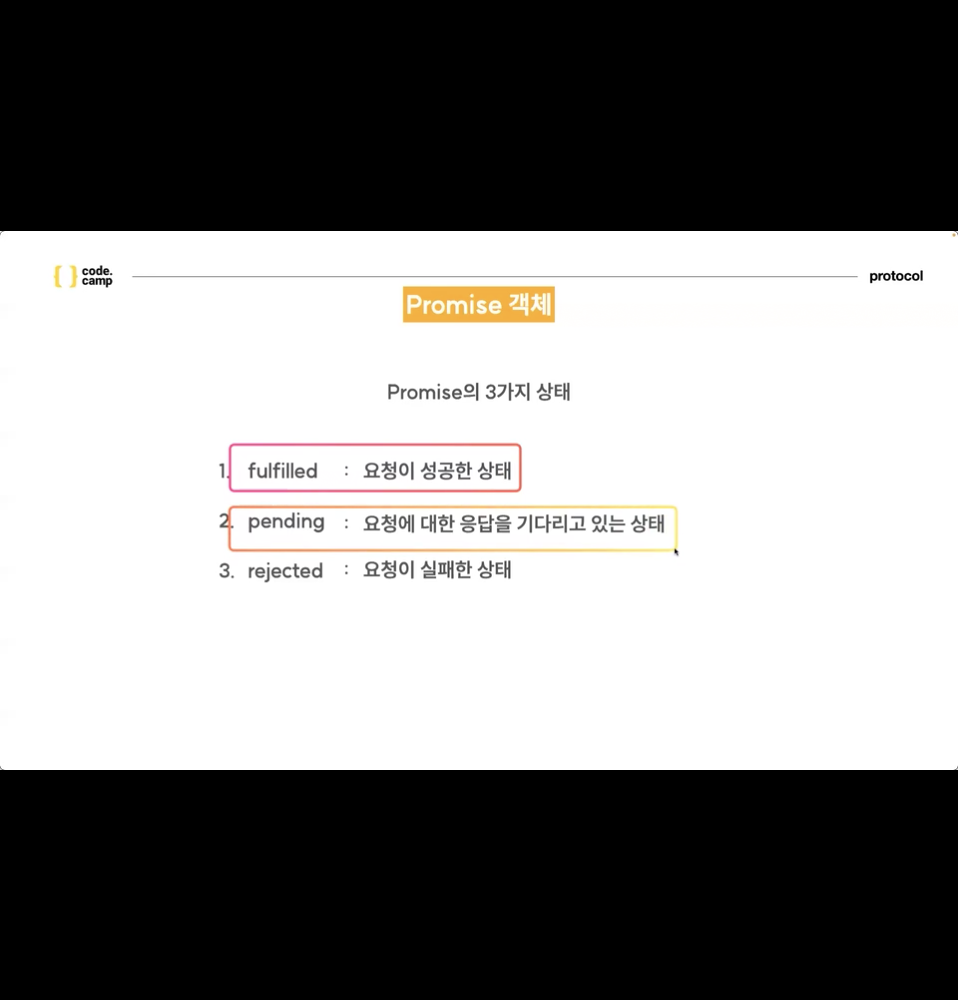 { } code.
camp
protocol
Promise 객체
Promise의 3가지 상태
1. fulfilled : 요청이 성공한 상태
2. pending : 요청에 대한 응답을 기다리고 있는 상태
3. rejected : 요청이 실패한 상태